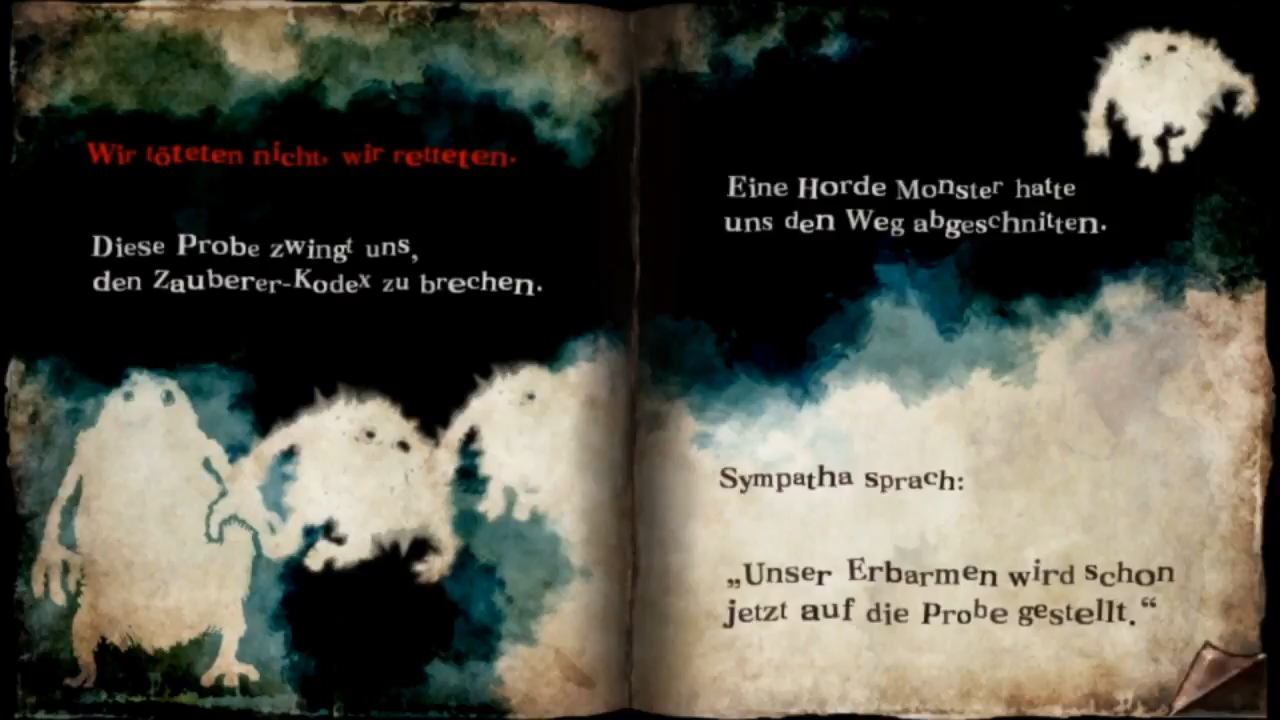 Wir töteten nicht, wir retteten.
Diese Probe zwingt uns,
den Zauberer-Kodex zu brechen.
Eine Horde Monster hatte
uns den Weg abgeschnitten.
Sympatha sprach:
„Unser Erbarmen wird schon
jetzt auf die Probe gestellt.“